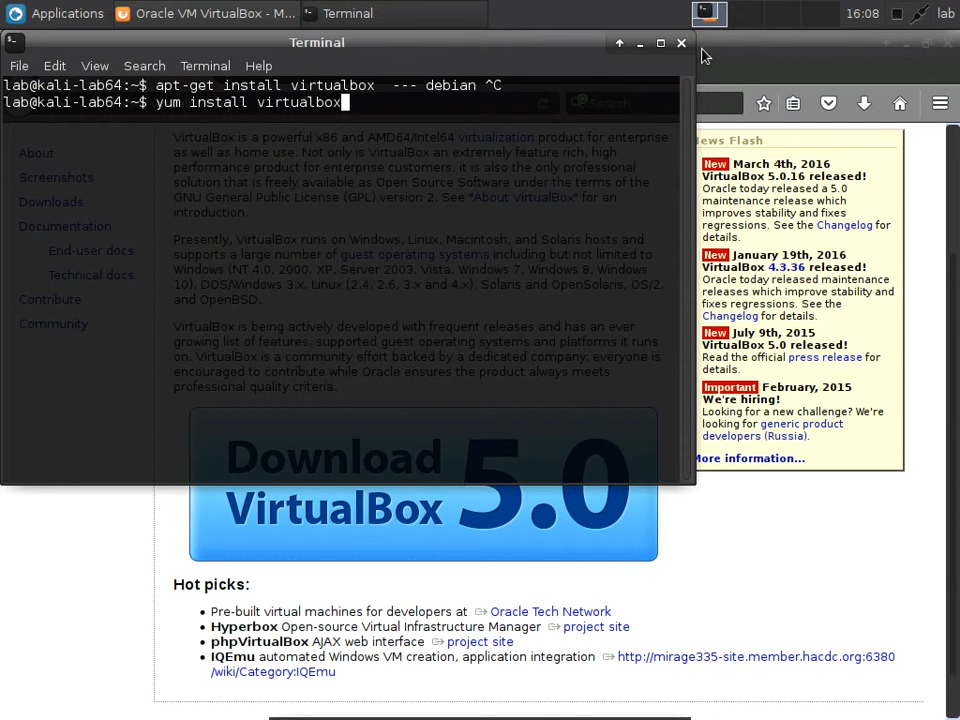 Applications
Oracle VM VirtualBox - M...
Terminal
16:08
lab
Terminal
File Edit View Search Terminal Help
lab@kali-lab64:~$ apt-get install virtualbox --- debian ^C
lab@kali-lab64:~$ yum install virtualbox
Search
VirtualBox is a powerful x86 and AMD64/Intel64 virtualization product for enterprise
as well as home use. Not only is VirtualBox an extremely feature rich, high
performance product for enterprise customers, it is also the only professional
solution that is freely available as Open Source Software under the terms of the
GNU General Public License (GPL) version 2. See "About VirtualBox" for an
introduction.
Presently, VirtualBox runs on Windows, Linux, Macintosh, and Solaris hosts and
supports a large number of guest operating systems including but not limited to
Windows (NT 4.0, 2000, XP, Server 2003, Vista, Windows 7, Windows 8, Windows
10), DOS/Windows 3.x, Linux (2.4, 2.6, 3.x and 4.x), Solaris and OpenSolaris, OS/2,
and OpenBSD.
VirtualBox is being actively developed with frequent releases and has an ever
growing list of features, supported guest operating systems and platforms it runs
on. VirtualBox is a community effort backed by a dedicated company: everyone is
encouraged to contribute while Oracle ensures the product always meets
professional quality criteria.
About
Screenshots
Downloads
Documentation
End-user docs
Technical docs
Contribute
Community
Download
VirtualBox 5.0
Hot picks:
• Pre-built virtual machines for developers at Oracle Tech Network
• Hyperbox Open-source Virtual Infrastructure Manager project site
• phpVirtualBox AJAX web interface project site
• IQEmu automated Windows VM creation, application integration http://mirage335-site.member.hacdc.org:6380
/wiki/Category:IQEmu
News Flash
New March 4th, 2016
VirtualBox 5.0.16 released!
Oracle today released a 5.0
maintenance release which
improves stability and fixes
regressions. See the Changelog for
details.
New January 19th, 2016
VirtualBox 4.3.36 released!
Oracle today released maintenance
releases which improve stability and
fixes regressions. See the
Changelog for details.
New July 9th, 2015
VirtualBox 5.0 released!
Read the official press release for
details.
Important February, 2015
We're hiring!
Looking for a new challenge? We're
looking for generic product
developers (Russia).
More information...